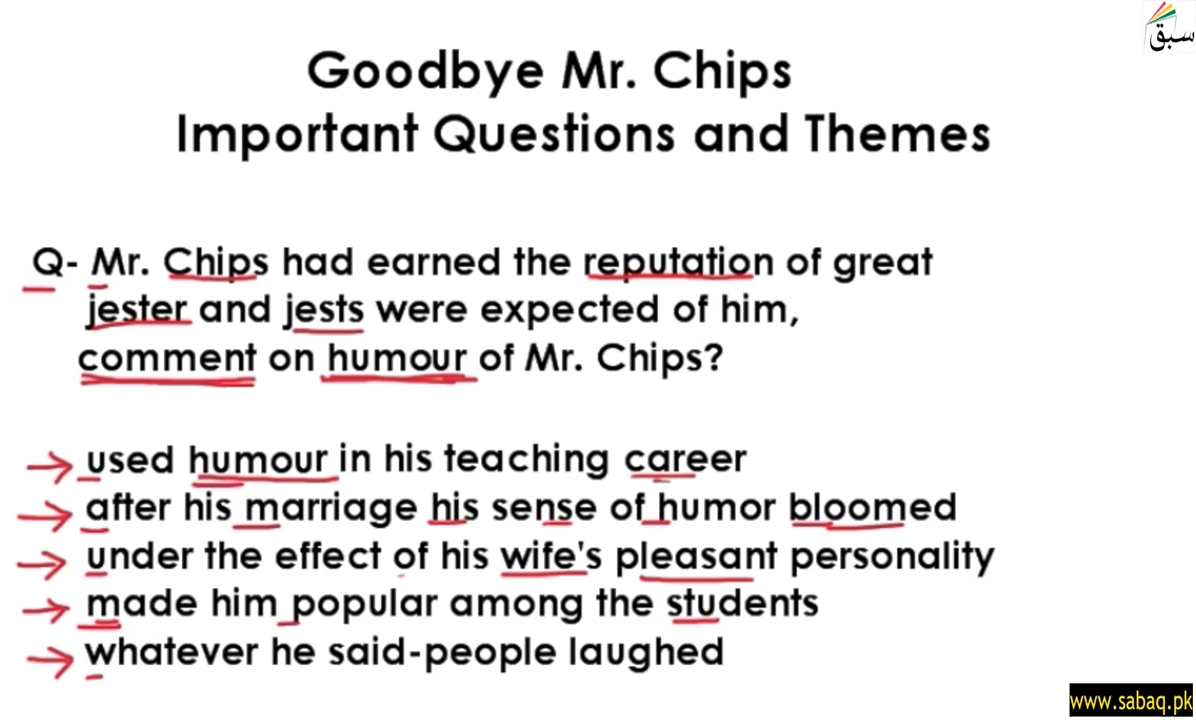 سبق
Goodbye Mr. Chips
Important Questions and Themes
Q- Mr. Chips had earned the reputation of great
jester and jests were expected of him,
comment on humour of Mr. Chips?
→ used humour in his teaching career
→ after his marriage his sense of humor bloomed
→ under the effect of his wife's pleasant personality
→ made him popular among the students
→ whatever he said-people laughed
www.sabaq.pk